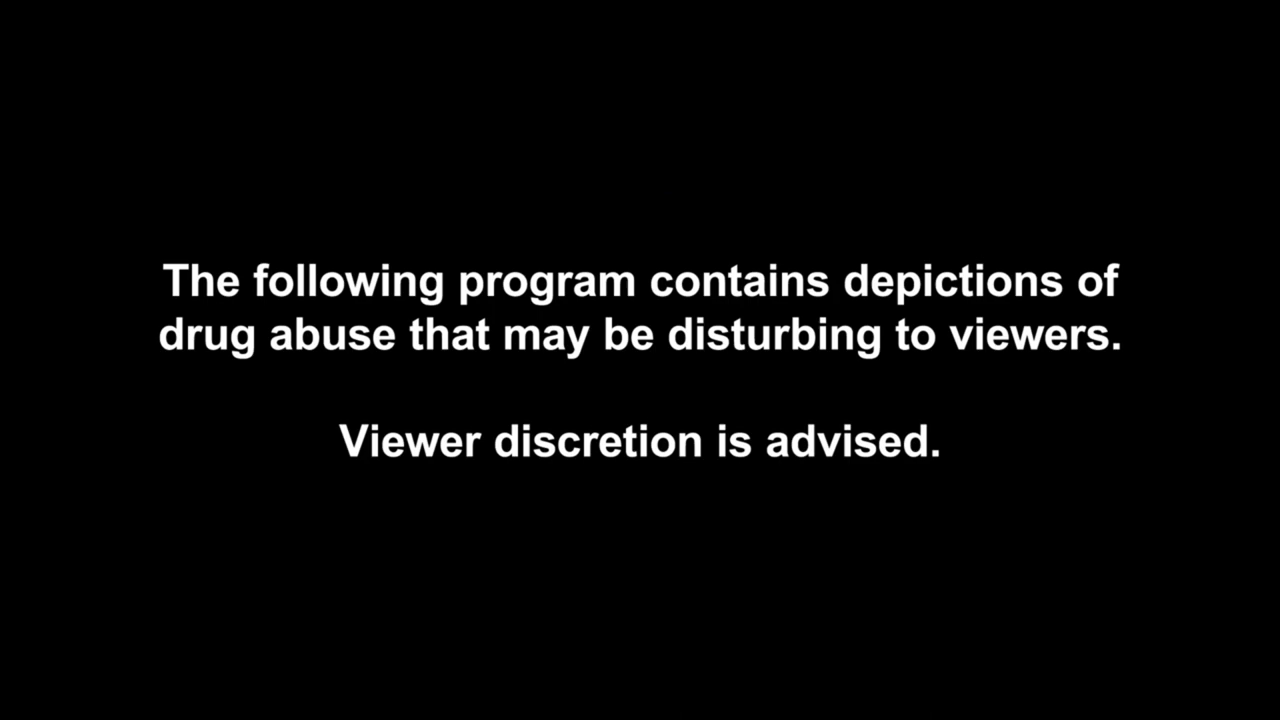 The following program contains depictions of
drug abuse that may be disturbing to viewers.
Viewer discretion is advised.